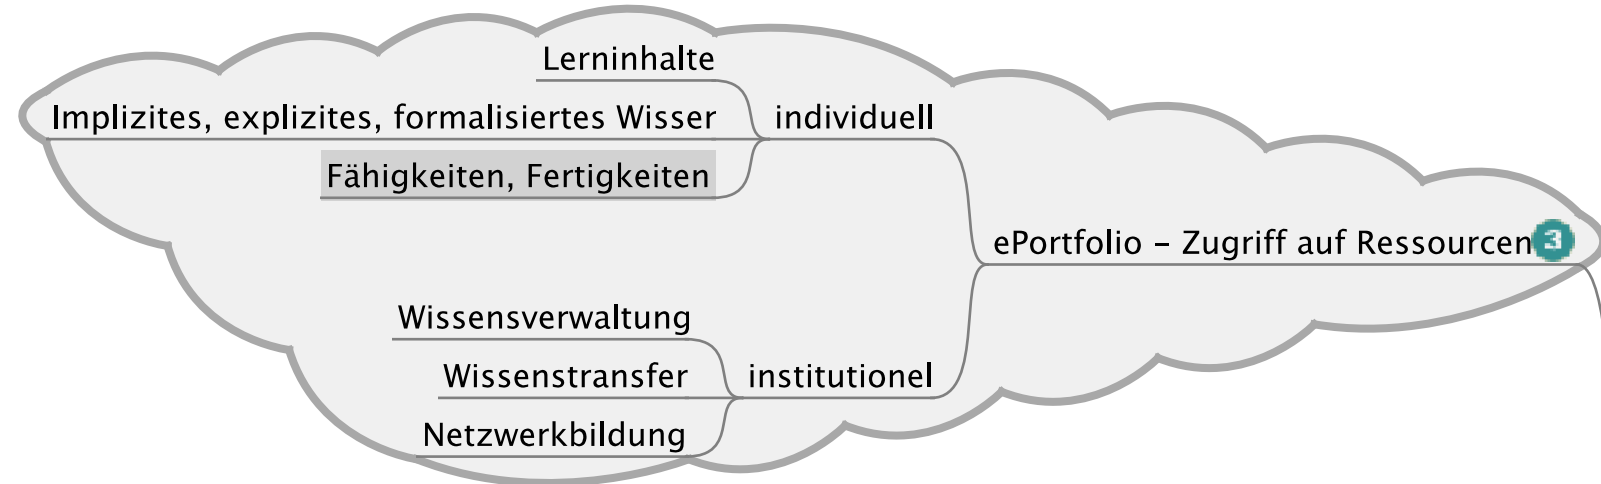 Lerninhalte
Implizites, explizites, formalisiertes Wisser
individuell
Fähigkeiten, Fertigkeiten
ePortfolio – Zugriff auf Ressourcen 3
Wissensverwaltung
Wissenstransfer
institutionel
Netzwerkbildung